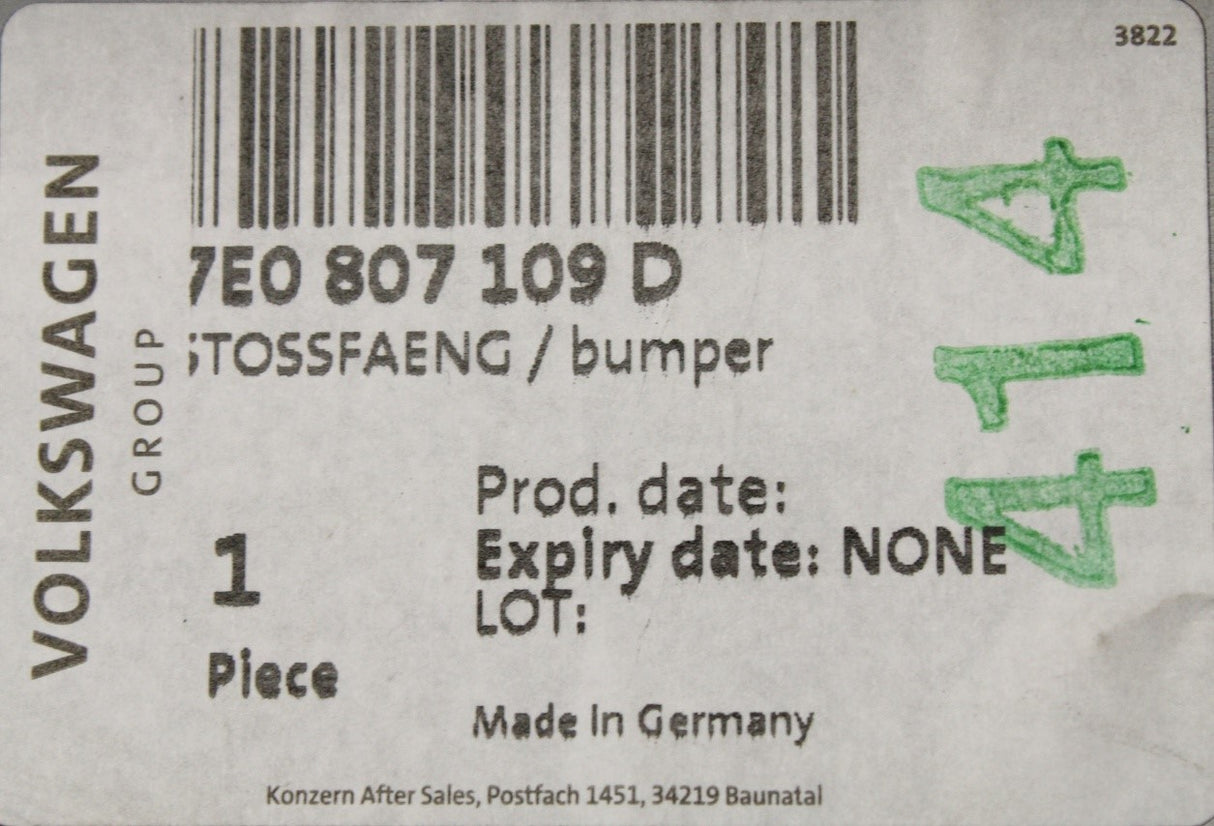 3822
7E0 807 109 D
STOSSFAENG / bumper
VOLKSWAGEN
GROUP
414
Prod. date:
Expiry date: NONE
1
LOT:
Piece
Made In Germany
Konzern After Sales, Postfach 1451, 34219 Baunatal